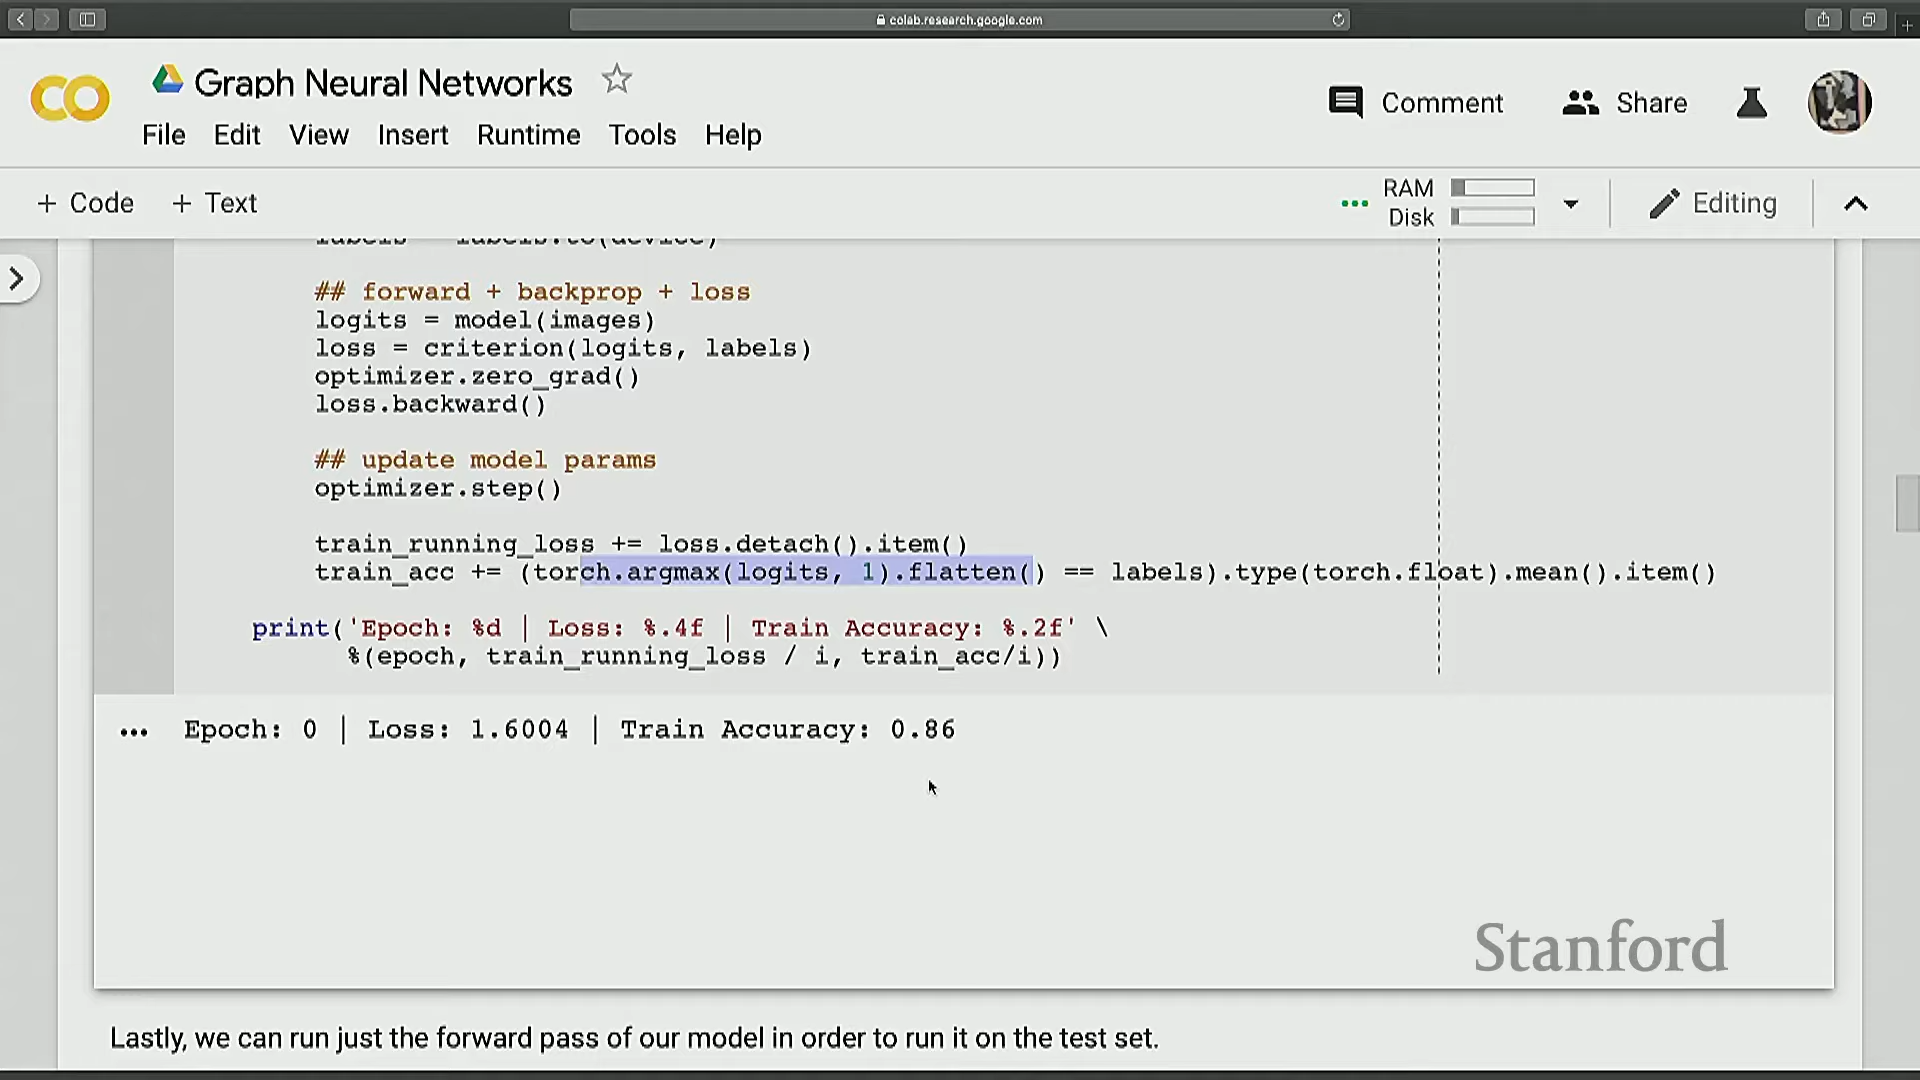 colab.research.google.com
CO
Graph Neural Networks
Comment
Share
File Edit View Insert Runtime Tools Help
+ Code + Text
RAM
Disk
Editing
labels = labels.to(device)
## forward + backprop + loss
logits = model(images)
loss = criterion(logits, labels)
optimizer.zero_grad()
loss.backward()
## update model params
optimizer.step()
train_running_loss += loss.detach().item()
train_acc += (torch.argmax(logits, 1).flatten() == labels).type(torch.float).mean().item()
print('Epoch: %d | Loss: %.4f | Train Accuracy: %.2f' \
%(epoch, train_running_loss / i, train_acc/i))
... Epoch: 0 | Loss: 1.6004 | Train Accuracy: 0.86
Stanford
Lastly, we can run just the forward pass of our model in order to run it on the test set.